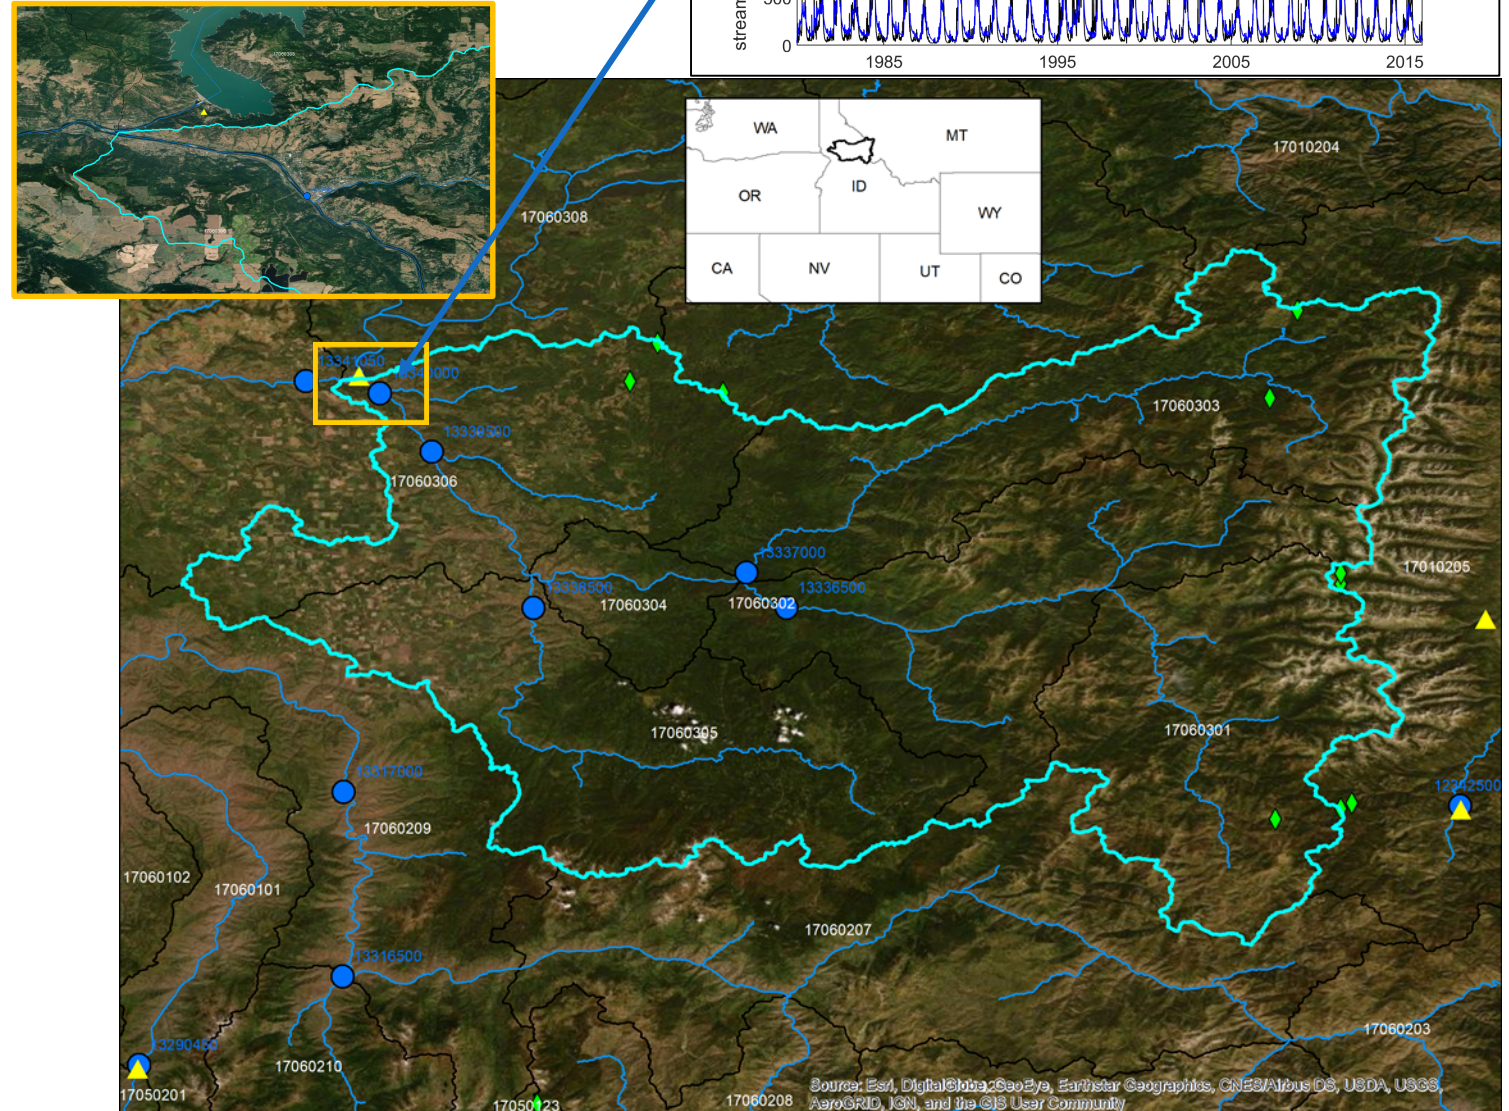 500
stream
0
1985
1995
2005
2015
WA
MT
OR
ID
WY
CA
NV
UT
CO
17010204
17060308
13341050
17060303
13339500
17060306
13337000
17010205
13338500
17060304
17060302
13336500
17060305
17060301
13317000
12342500
17060209
17060102
17060101
17060207
13316500
17060203
17060210
17050201
17060208
Source: Esri, DigitalGlobe, GeoEye, Earthstar Geographics, CNES/Airbus DS, USDA, USGS,
AeroGRID, IGN, and the GIS User Community